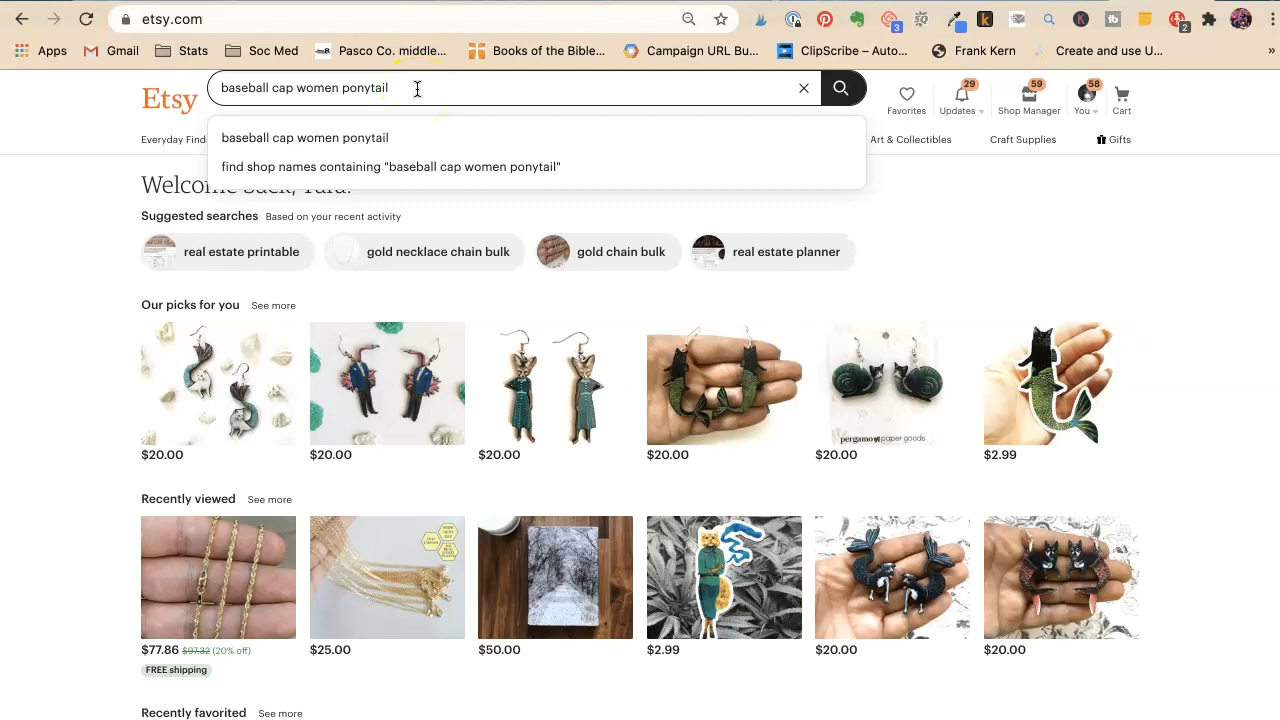 etsy.com
3
2
Apps
Gmail
Stats
Soc Med
Pasco Co. middle...
Books of the Bible...
Campaign URL Bu...
ClipScribe – Auto...
Frank Kern
Create and use U...
»
Etsy
baseball cap women ponytail
Favorites
29
Updates
59
Shop Manager
58
You
Cart
baseball cap women ponytail
find shop names containing "baseball cap women ponytail"
Everyday Find
Art & Collectibles
Craft Supplies
Gifts
Suggested searches Based on your recent activity
real estate printable
gold necklace chain bulk
gold chain bulk
real estate planner
Our picks for you See more
pergamo paper goods
$20.00
$20.00
$20.00
$20.00
$20.00
$2.99
Recently viewed See more
$77.86 $97.32 (20% off)
FREE shipping
$25.00
$50.00
$2.99
$20.00
$20.00
Recently favorited See more